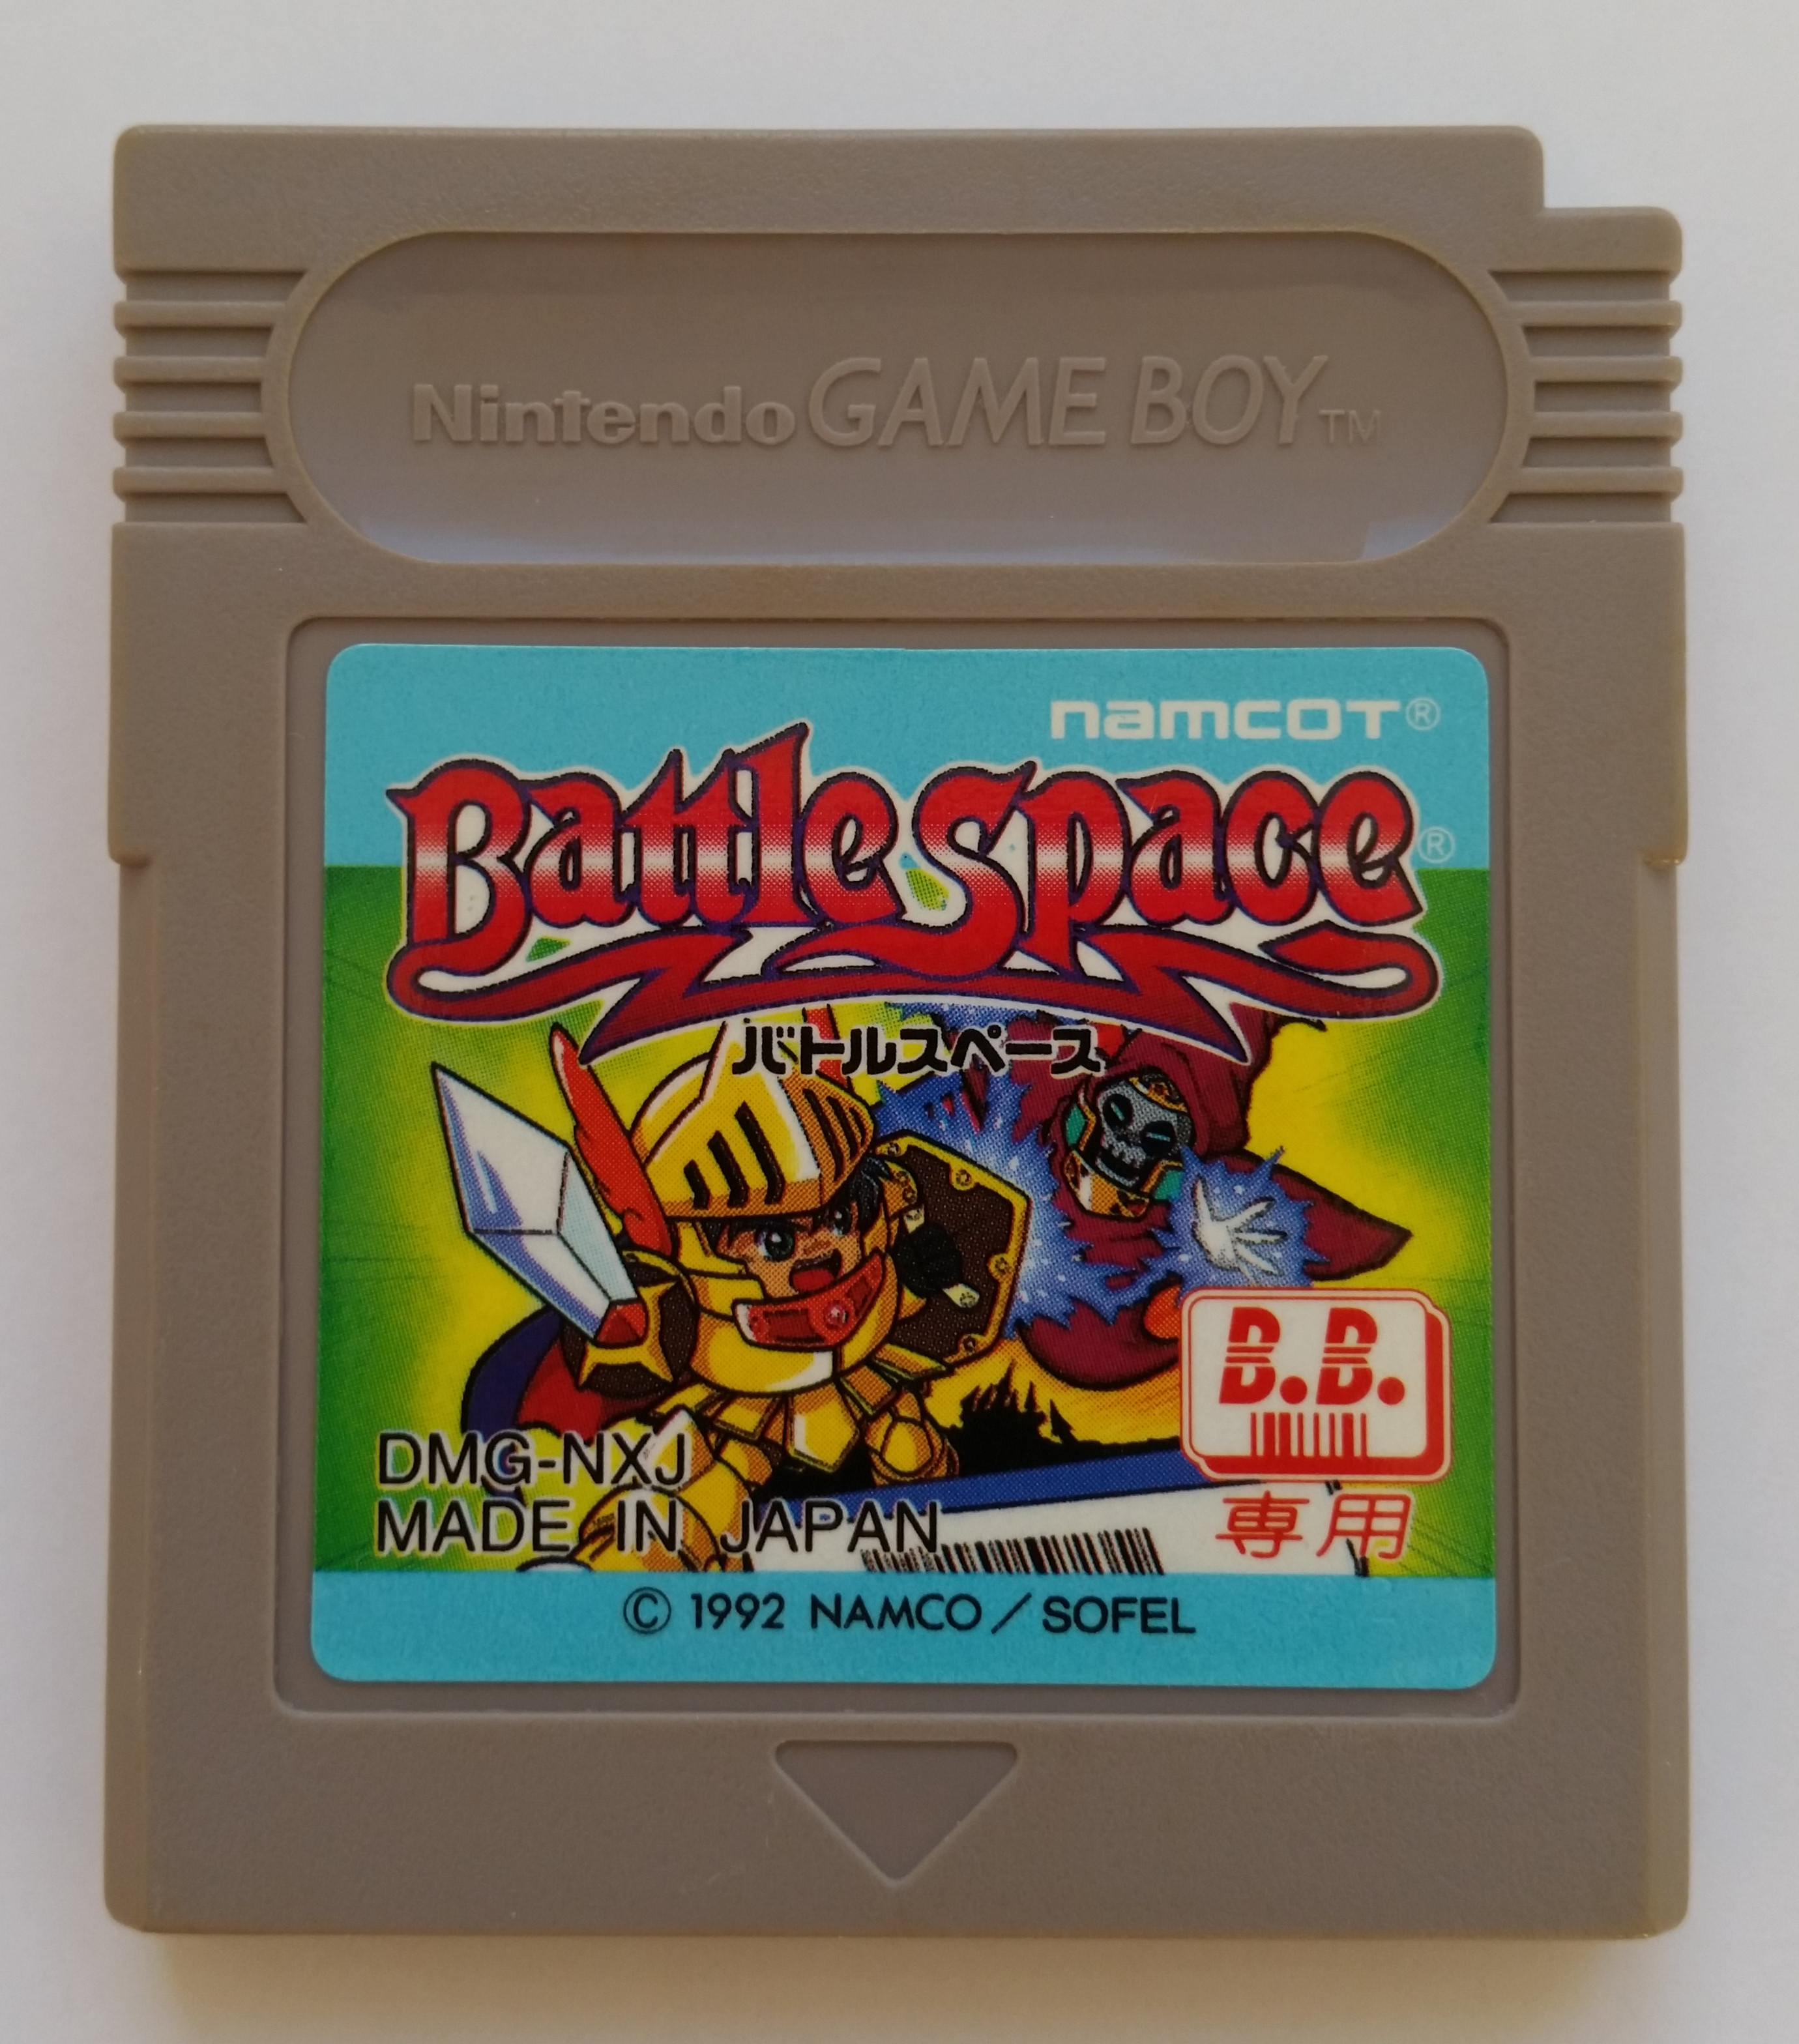 Nintendo GAME BOY™
namcot®
Battle Space®
バトルスペース
B.B.
専用
DMG-NXJ
MADE IN JAPAN
© 1992 NAMCO/SOFEL